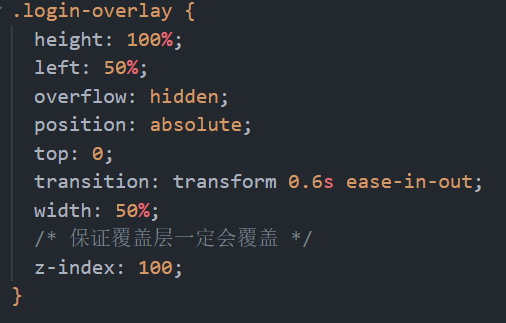 .login-overlay {
height: 100%;
left: 50%;
overflow: hidden;
position: absolute;
top: 0;
transition: transform 0.6s ease-in-out;
width: 50%;
/* 保证覆盖层一定会覆盖 */
z-index: 100;
}